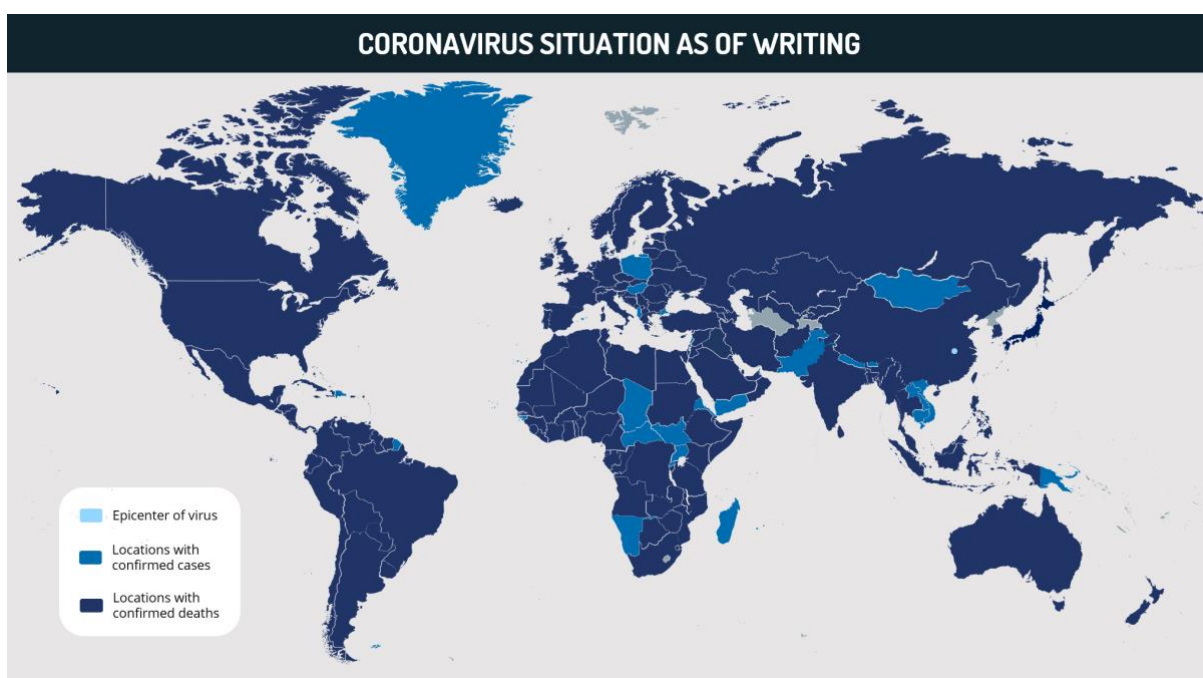 CORONAVIRUS SITUATION AS OF WRITING
Epicenter of virus
Locations with
confirmed cases
Locations with
confirmed deaths